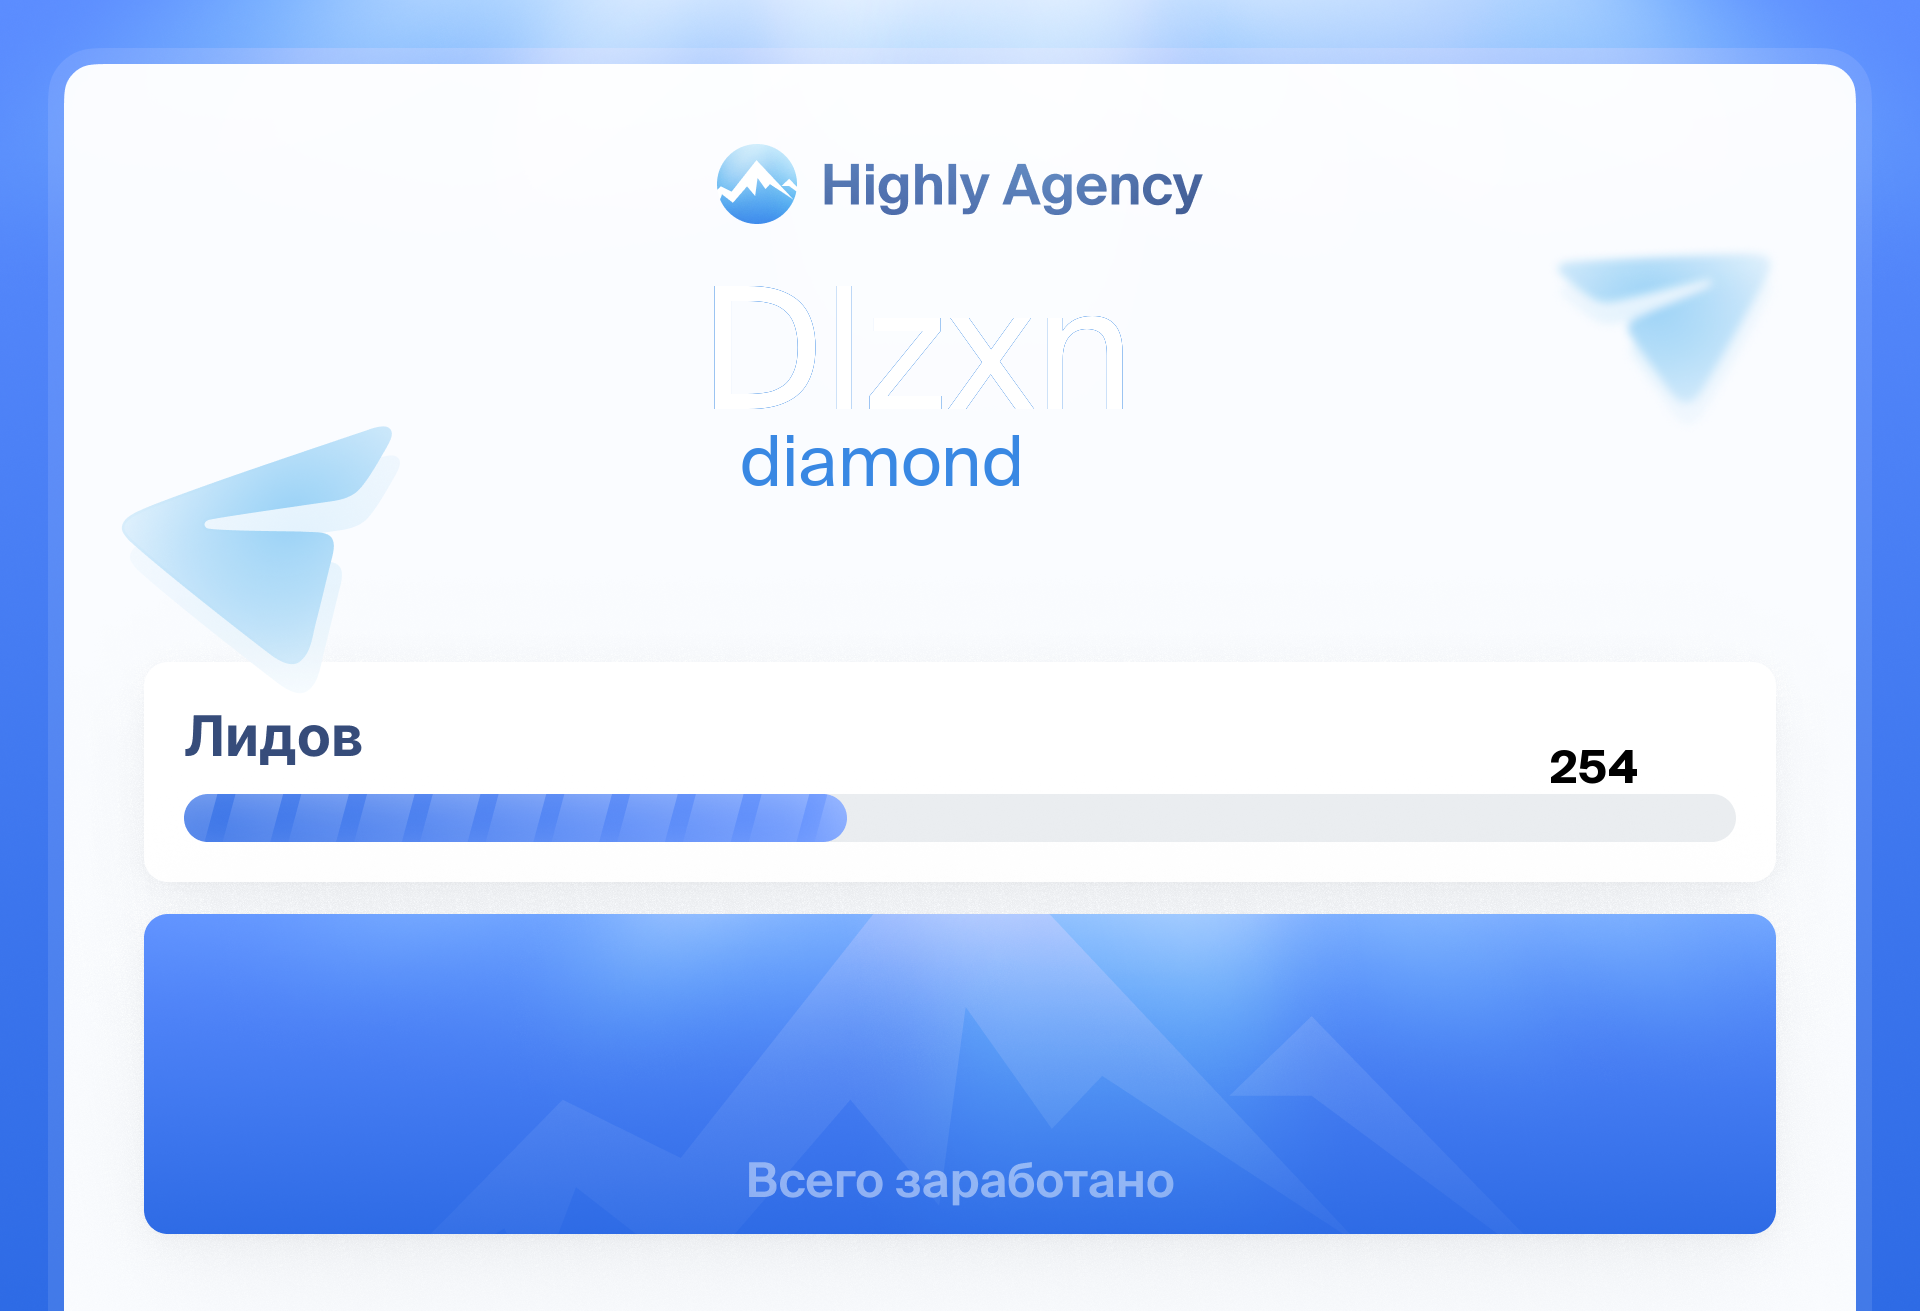 Highly Agency
Dlzxn
diamond
Лидов
254
Всего заработано